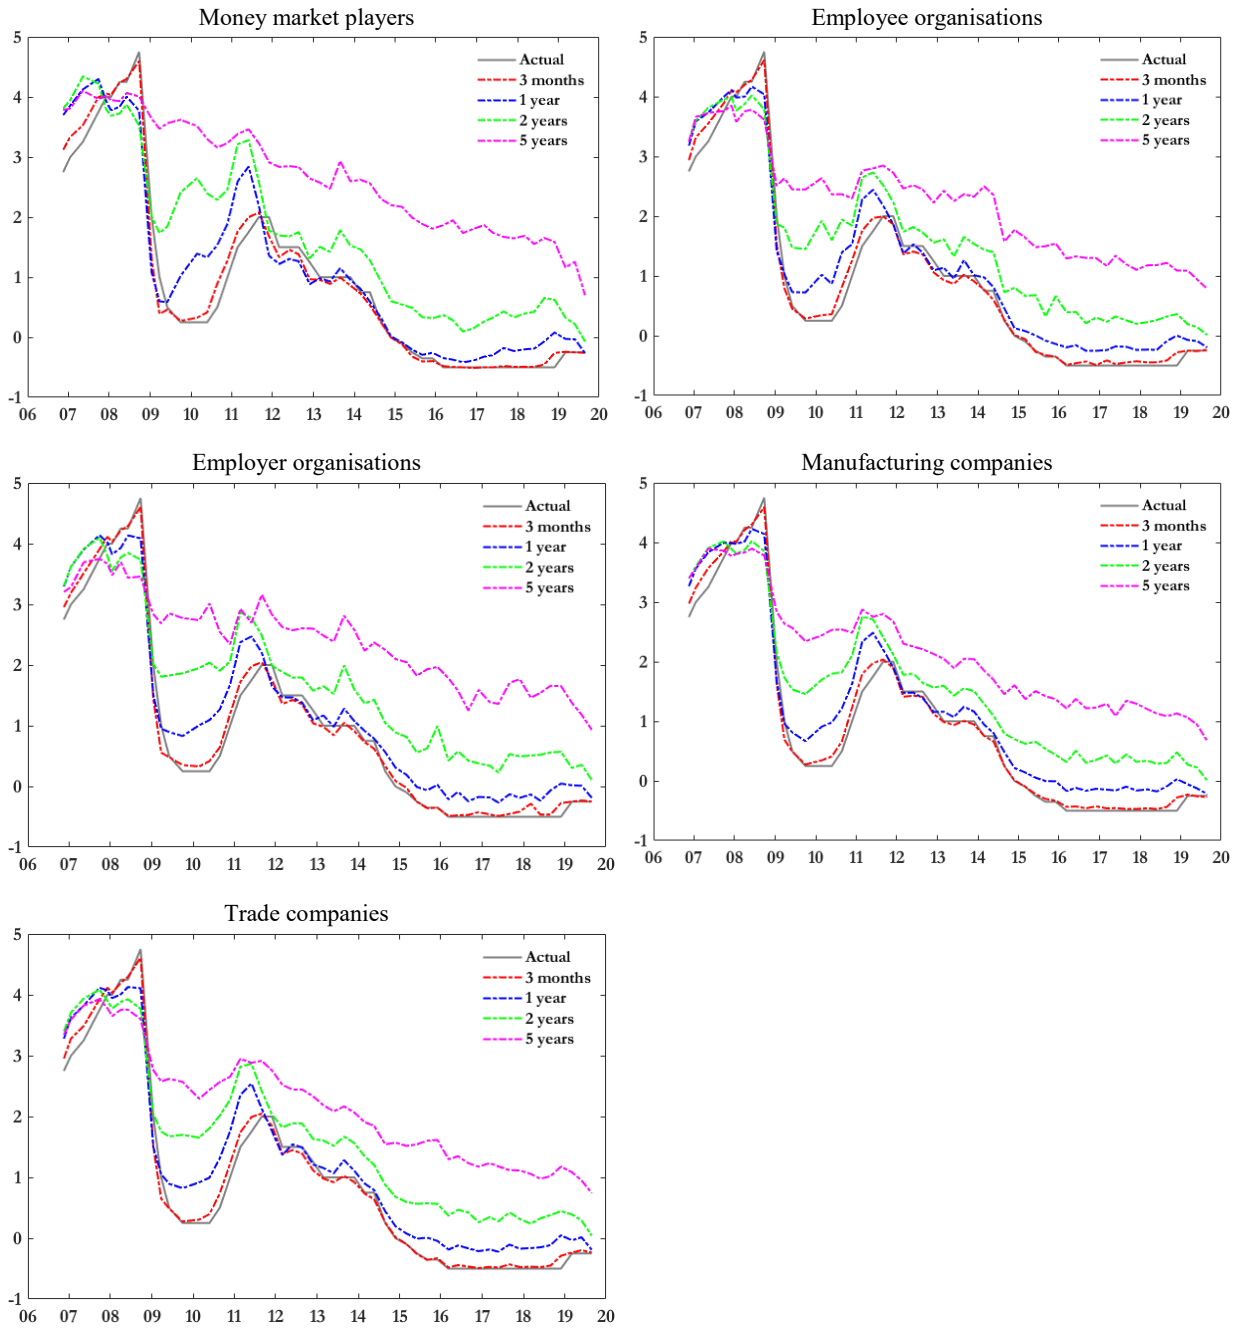 Money market players
5
4
3
2
1
0
-1
06 07 08 09 10 11 12 13 14 15 16 17 18 19 20
Actual
3 months
1 year
2 years
5 years
Employee organisations
5
4
3
2
1
0
-1
06 07 08 09 10 11 12 13 14 15 16 17 18 19 20
Actual
3 months
1 year
2 years
5 years
Employer organisations
5
4
3
2
1
0
-1
06 07 08 09 10 11 12 13 14 15 16 17 18 19 20
Actual
3 months
1 year
2 years
5 years
Manufacturing companies
5
4
3
2
1
0
-1
06 07 08 09 10 11 12 13 14 15 16 17 18 19 20
Actual
3 months
1 year
2 years
5 years
Trade companies
5
4
3
2
1
0
-1
06 07 08 09 10 11 12 13 14 15 16 17 18 19 20
Actual
3 months
1 year
2 years
5 years